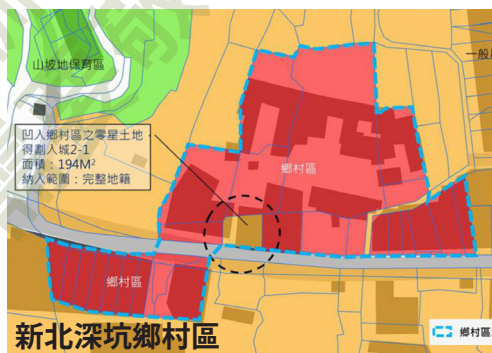 山坡地保育區
一般
凹入鄉村區之零星土地
得劃入城2-1
面積：194M²
納入範圍：完整地籍
鄉村區
鄉村區
新北深坑鄉村區
鄉村區